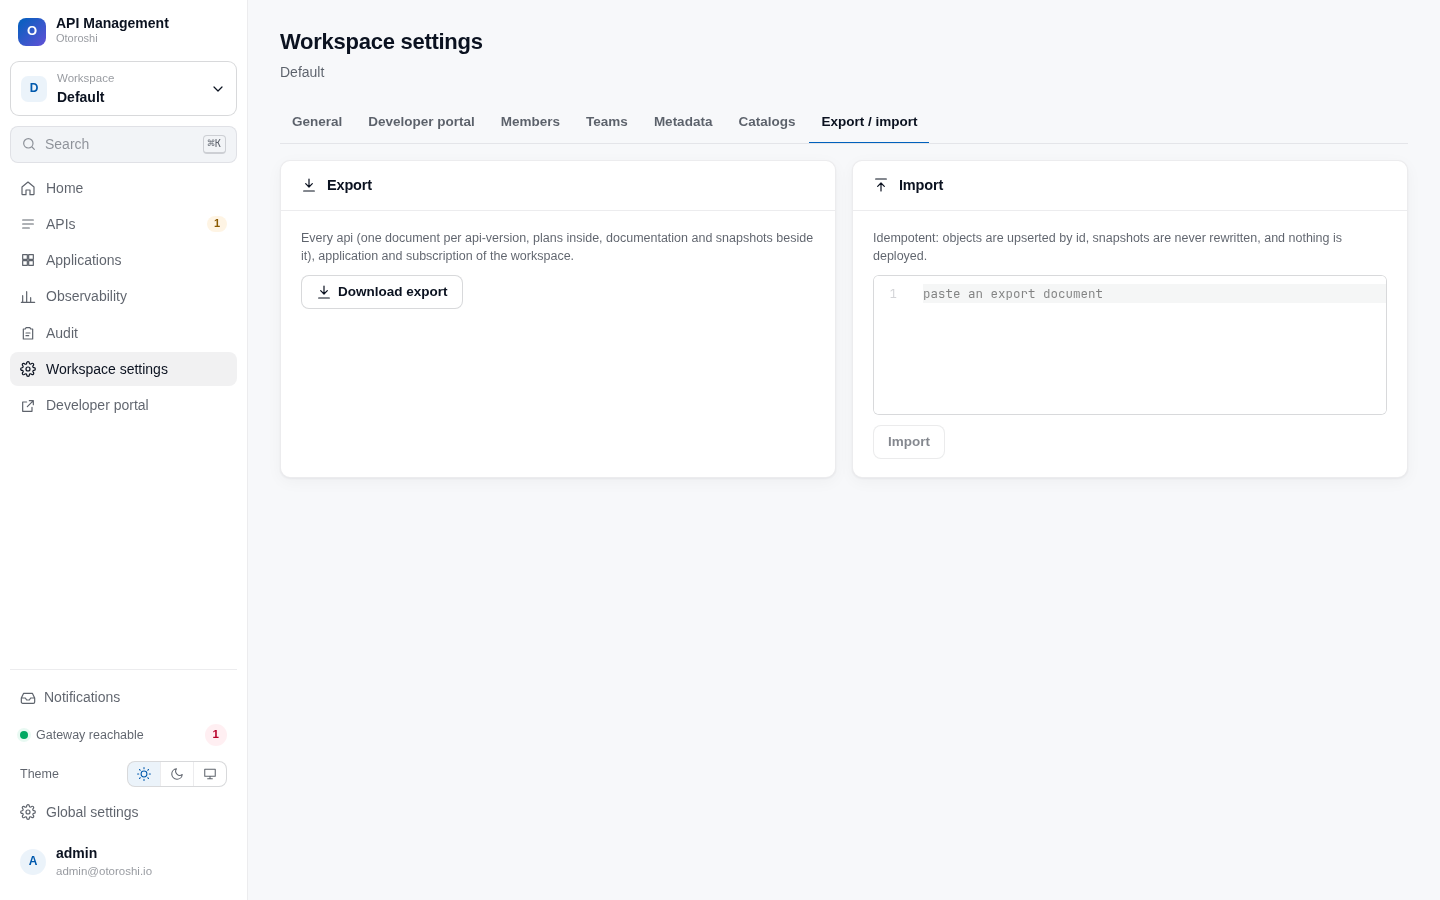 O
API Management
Otoroshi
D
Workspace
Default
Search
⌘K
Home
APIs
1
Applications
Observability
Audit
Workspace settings
Developer portal
Notifications
Gateway reachable
1
Theme
Global settings
A
admin
admin@otoroshi.io
Workspace settings
Default
General
Developer portal
Members
Teams
Metadata
Catalogs
Export / import
Export
Every api (one document per api-version, plans inside, documentation and snapshots beside
it), application and subscription of the workspace.
Download export
Import
Idempotent: objects are upserted by id, snapshots are never rewritten, and nothing is
deployed.
1
paste an export document
Import